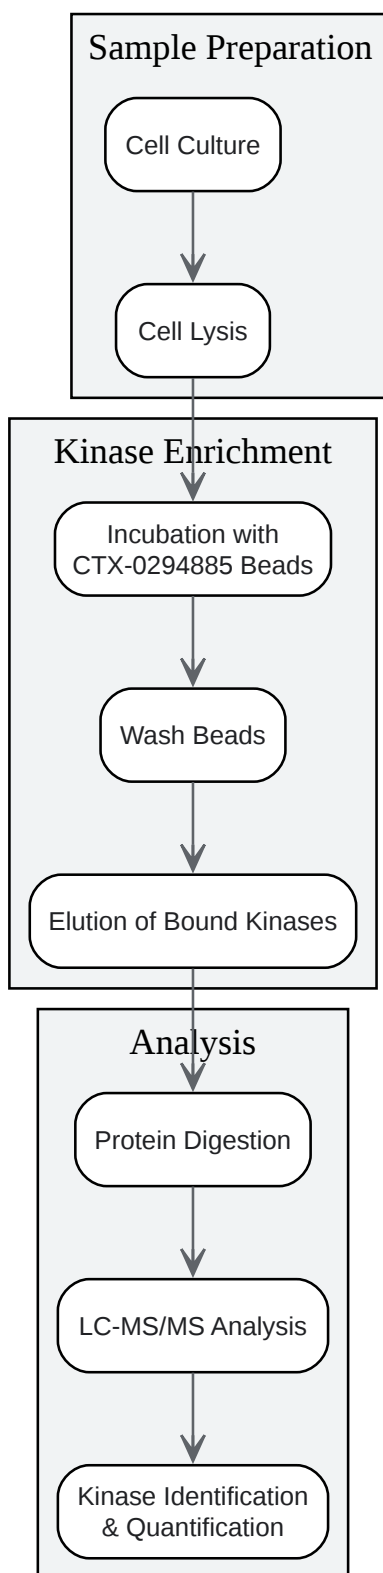 Sample Preparation
Cell Culture
Cell Lysis
Kinase Enrichment
Incubation with
CTX-0294885 Beads
Wash Beads
Elution of Bound Kinases
Analysis
Protein Digestion
LC-MS/MS Analysis
Kinase Identification
& Quantification